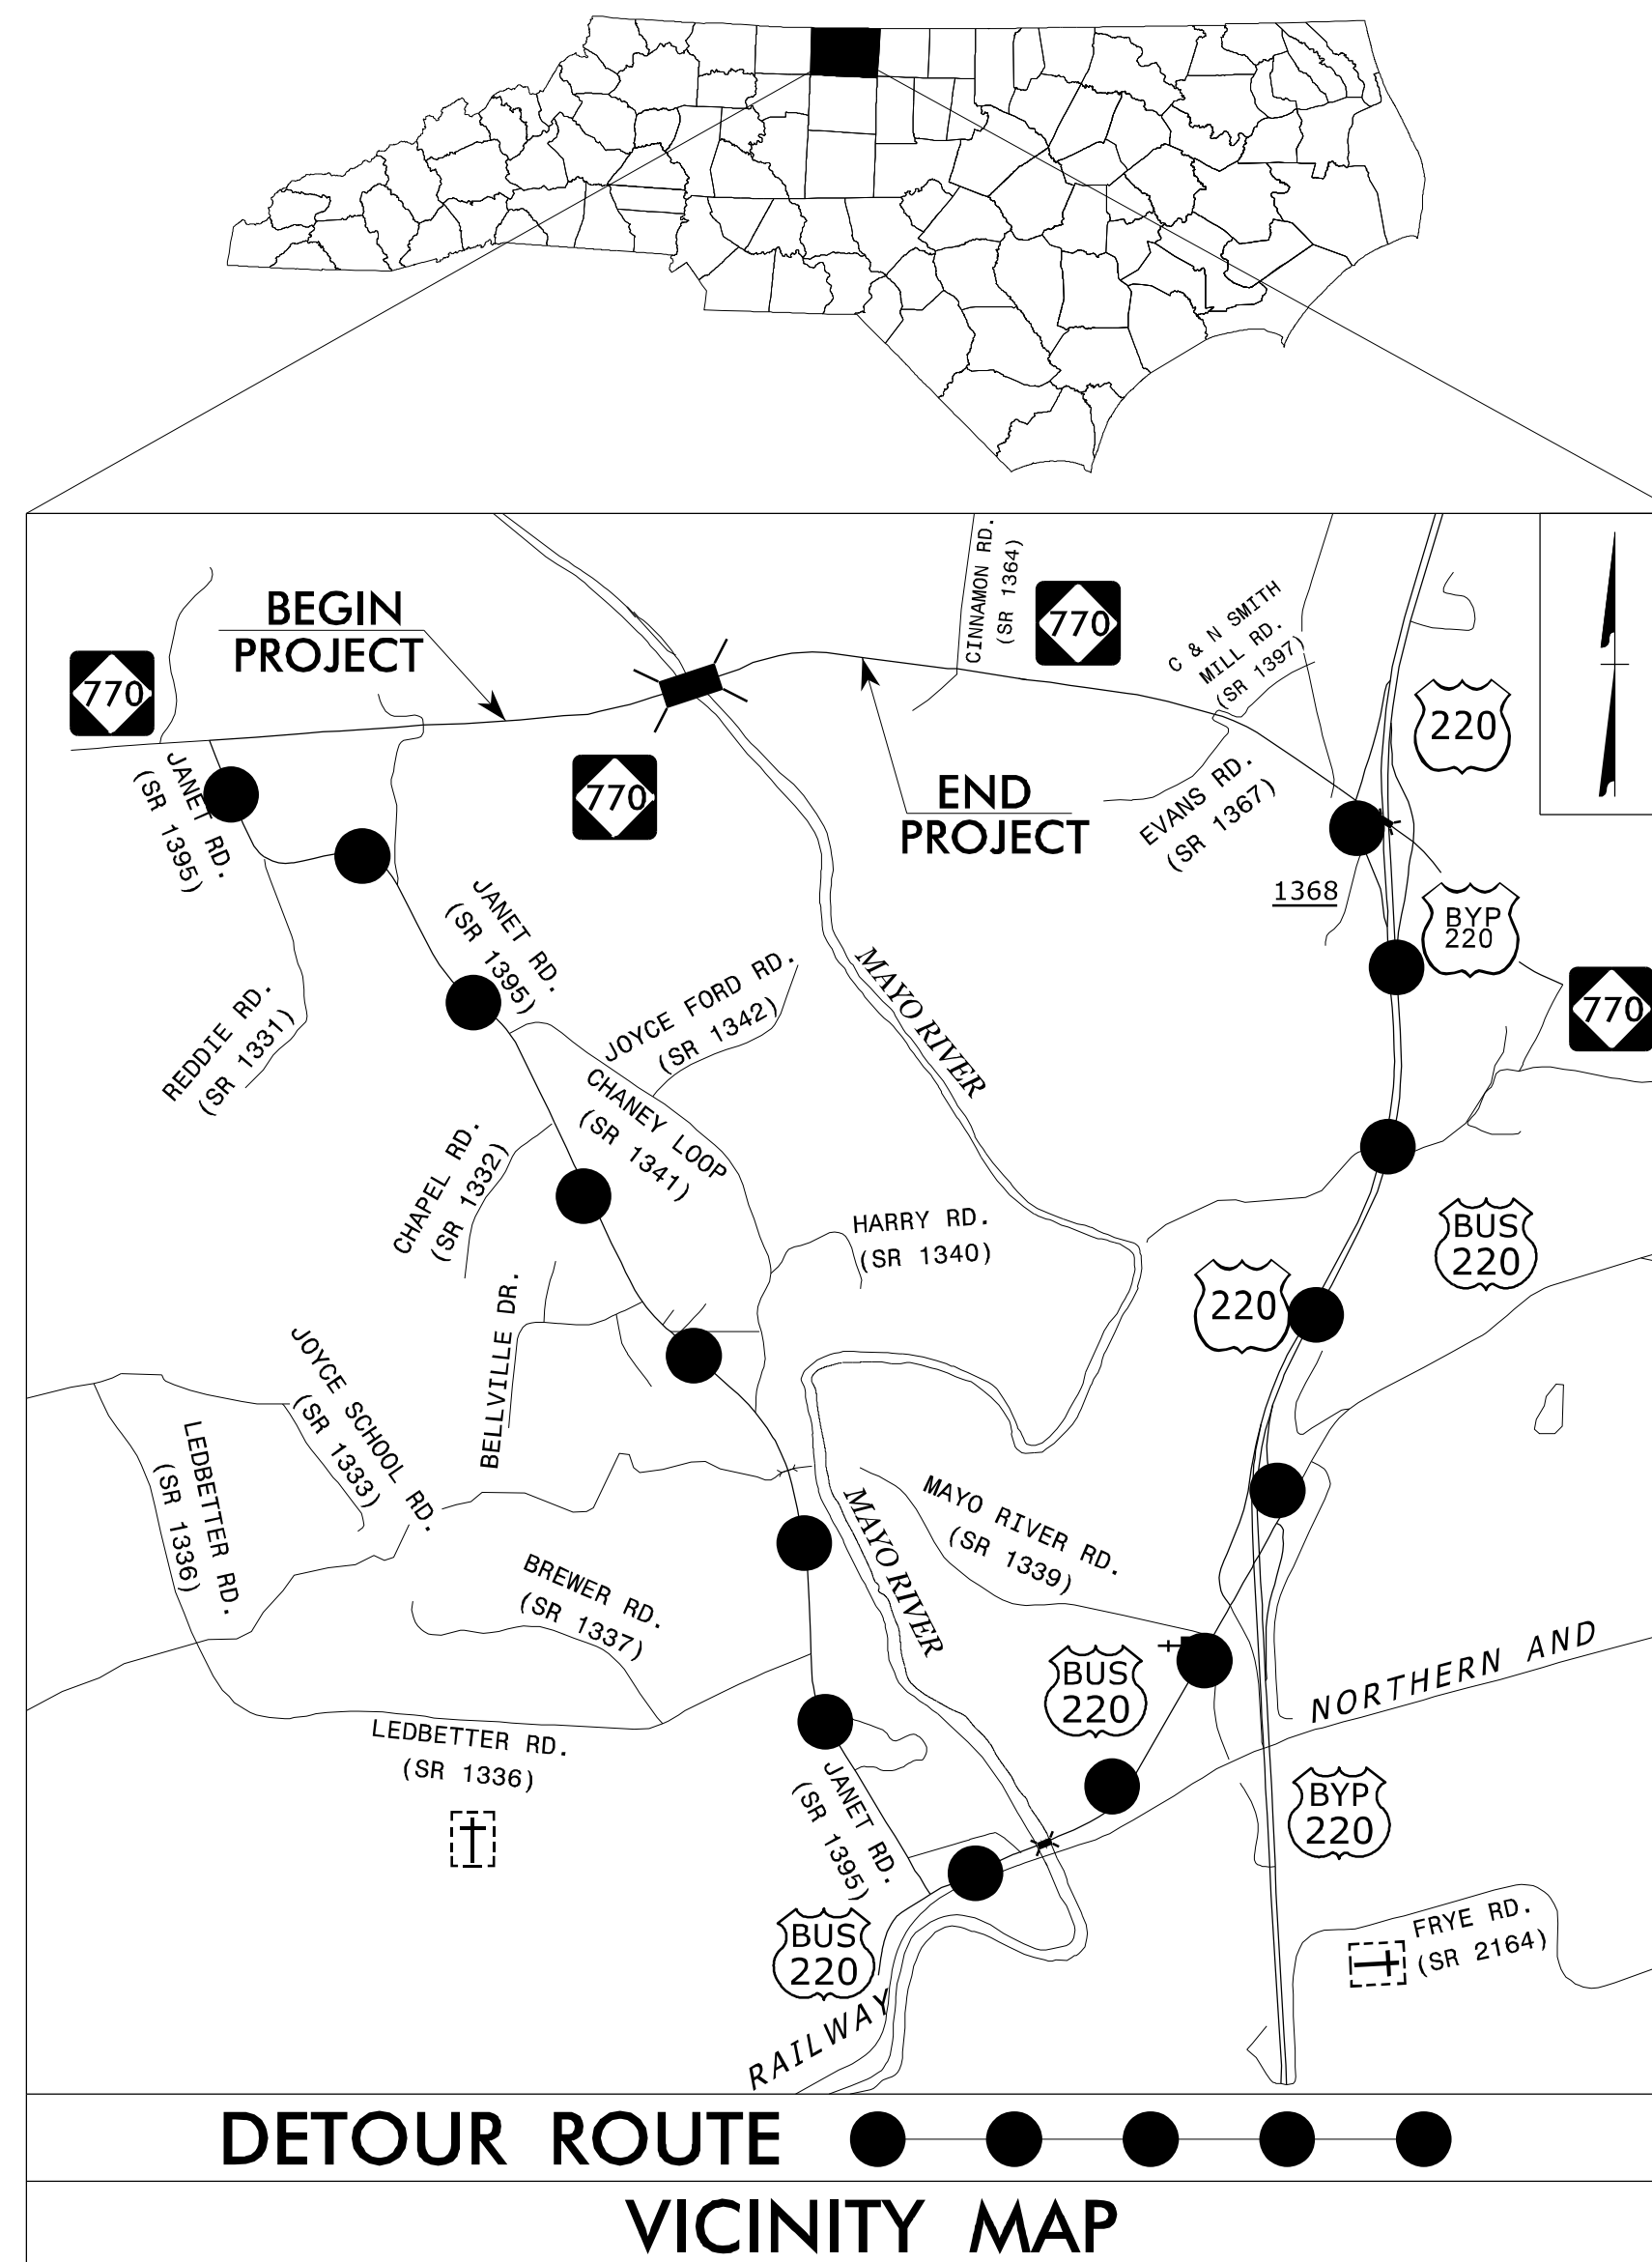 BEGIN
PROJECT
770
770
CINNAMON RD.
(SR 1364)
770
C & N SMITH
MILL RD.
(SR 1397)
220
END
PROJECT
EVANS RD.
(SR 1367)
1368
BYP
220
770
JANET RD.
(SR 1395)
JANET RD.
(SR 1395)
REDDIE RD.
(SR 1331)
JOYCE FORD RD.
(SR 1342)
MAYO RIVER
CHANEY LOOP
(SR 1341)
CHAPEL RD.
(SR 1332)
HARRY RD.
(SR 1340)
BUS
220
220
BELLVILLE DR.
JOYCE SCHOOL RD.
(SR 1333)
LEDBETTER RD.
(SR 1336)
MAYO RIVER
MAYO RIVER RD.
(SR 1339)
BREWER RD.
(SR 1337)
BUS
220
NORTHERN AND
LEDBETTER RD.
(SR 1336)
JANET RD.
(SR 1395)
BYP
220
BUS
220
FRYE RD.
(SR 2164)
RAILWAY
DETOUR ROUTE
VICINITY MAP